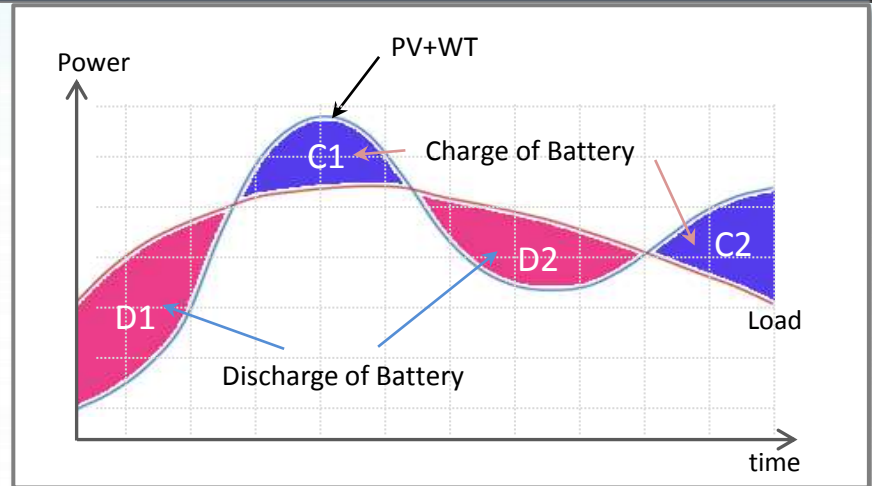 PV+WT
Power
C1
Charge of Battery
C2
D2
D1
Load
Discharge of Battery
time